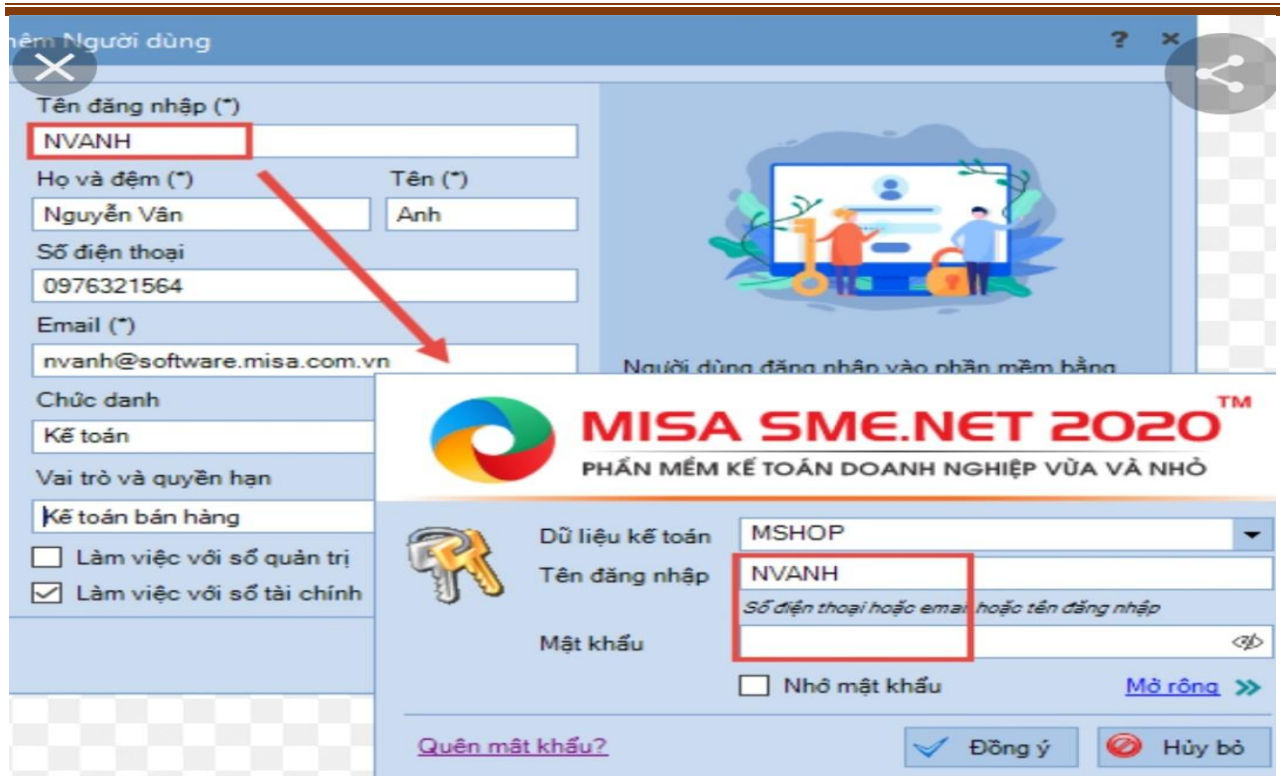 hêm Người dùng
Tên đăng nhập (*)
NVANH
Họ và đệm (*) Tên (*)
Nguyễn Vân Anh
Số điện thoại
0976321564
Email (*)
nvanh@software.misa.com.vn
Người dùng đăng nhập vào phần mềm bằng
Chức danh
Kế toán
Vai trò và quyền hạn
Kế toán bán hàng
Làm việc với sổ quản trị
Làm việc với sổ tài chính
MISA SME.NET 2020™
PHẦN MỀM KẾ TOÁN DOANH NGHIỆP VỪA VÀ NHỎ
Dữ liệu kế toán MSHOP
Tên đăng nhập NVANH
Số điện thoại hoặc email hoặc tên đăng nhập
Mật khẩu
Nhớ mật khẩu Mở rộng
Quên mật khẩu? Đồng ý Hủy bỏ